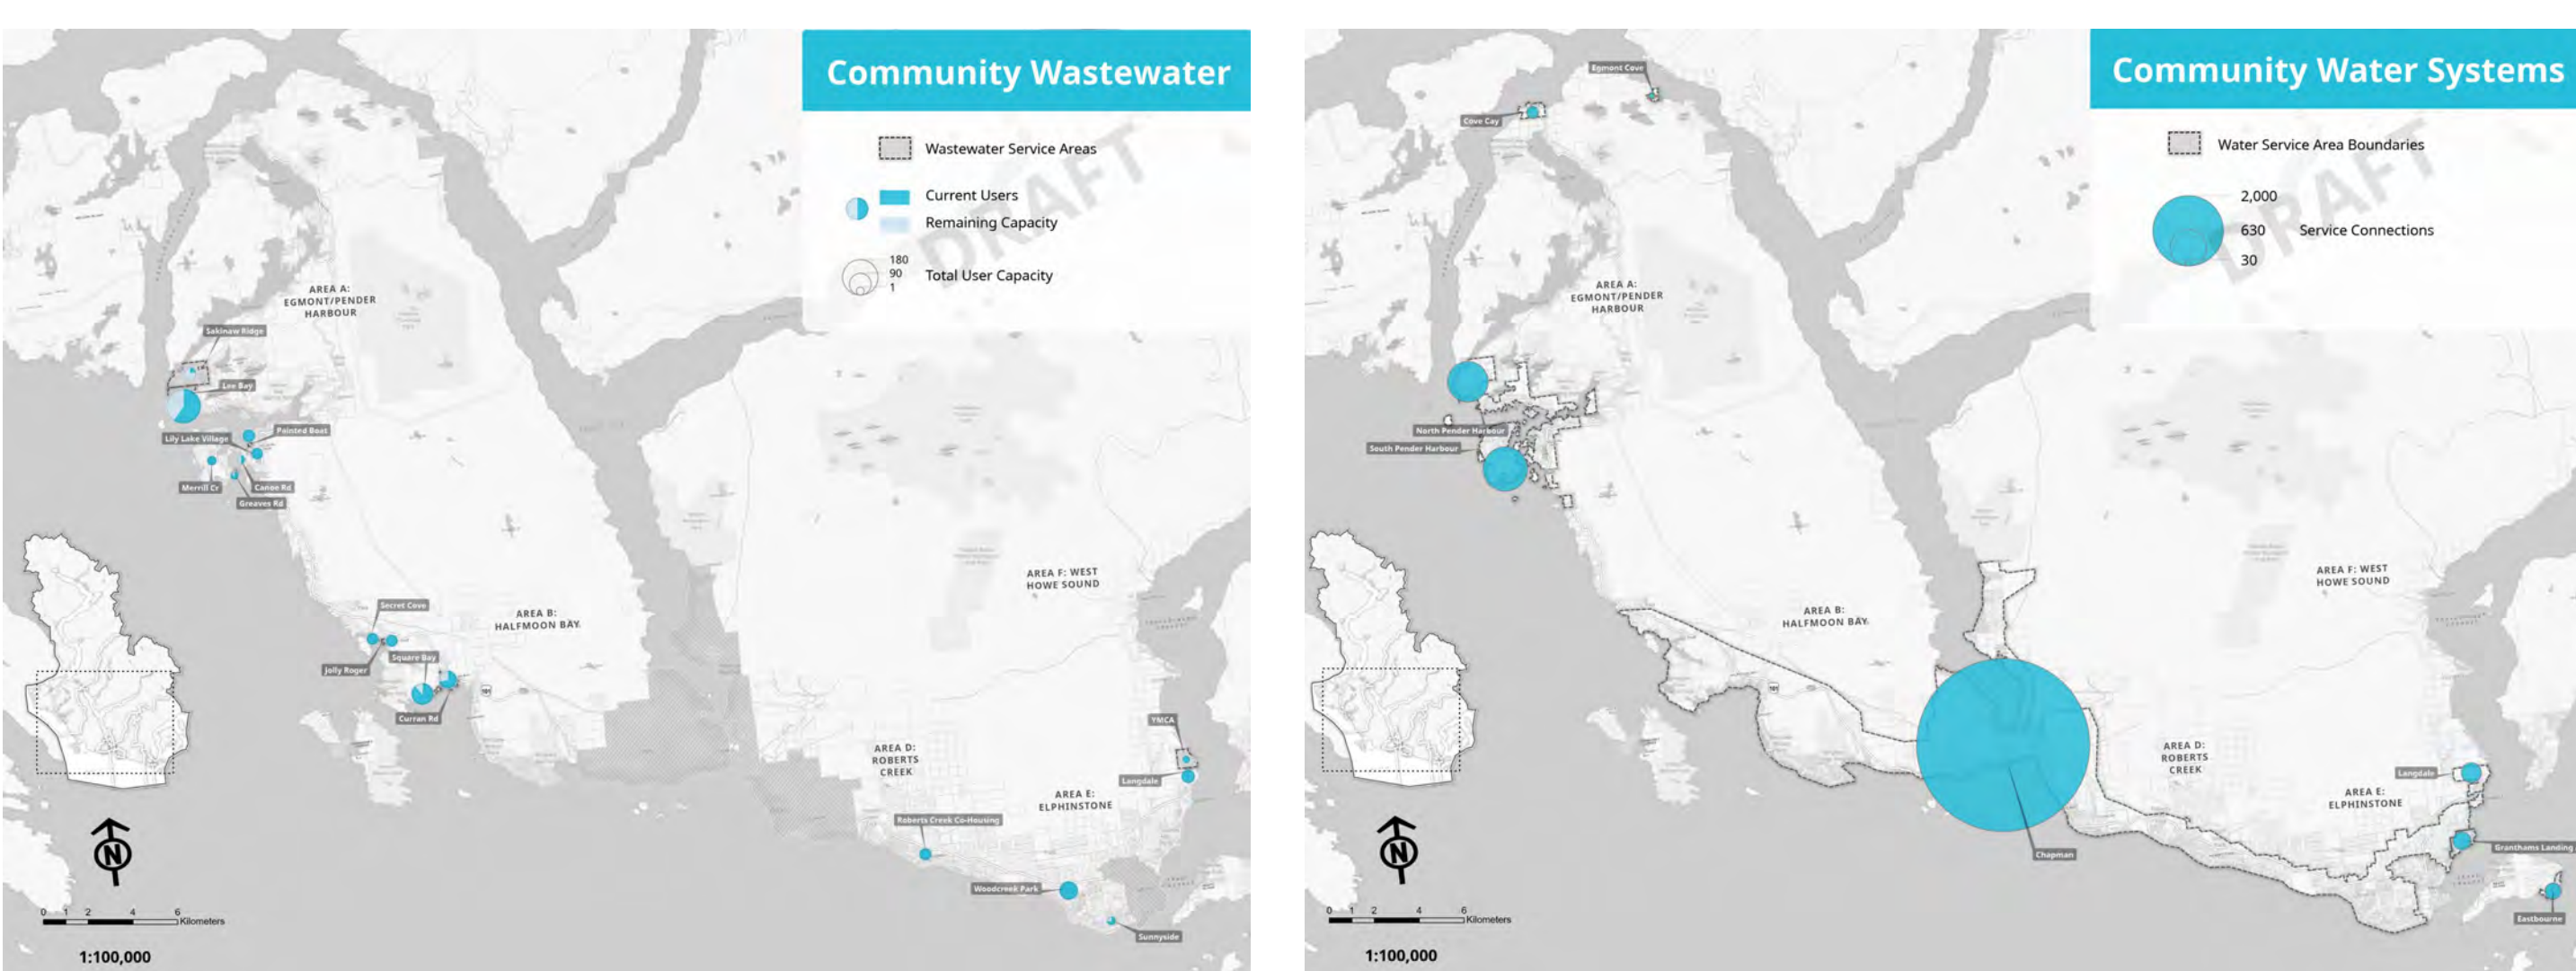 Community Wastewater
Wastewater Service Areas
Current Users
Remaining Capacity
180
90
1
Total User Capacity
DRAFT
AREA A:
EGMONT/PENDER
HARBOUR
Sakinaw Ridge
Lee Bay
Painted Boat
Lily Lake Village
Merrill Cr
Canoe Rd
Greaves Rd
AREA F: WEST
HOWE SOUND
Secret Cove
AREA B:
HALFMOON BAY
Jolly Roger
Square Bay
101
Curran Rd
YMCA
AREA D:
ROBERTS
CREEK
Langdale
AREA E:
ELPHINSTONE
Roberts Creek Co-Housing
Woodcreek Park
Sunnyside
N
0 1 2 4 6
Kilometers
1:100,000
Community Water Systems
Water Service Area Boundaries
2,000
630
30
Service Connections
DRAFT
Egmont Cove
Cove Cay
AREA A:
EGMONT/PENDER
HARBOUR
North Pender Harbour
South Pender Harbour
AREA F: WEST
HOWE SOUND
AREA B:
HALFMOON BAY
101
AREA D:
ROBERTS
CREEK
Langdale
AREA E:
ELPHINSTONE
Granthams Landing
Chapman
Eastbourne
N
0 1 2 4 6
Kilometers
1:100,000